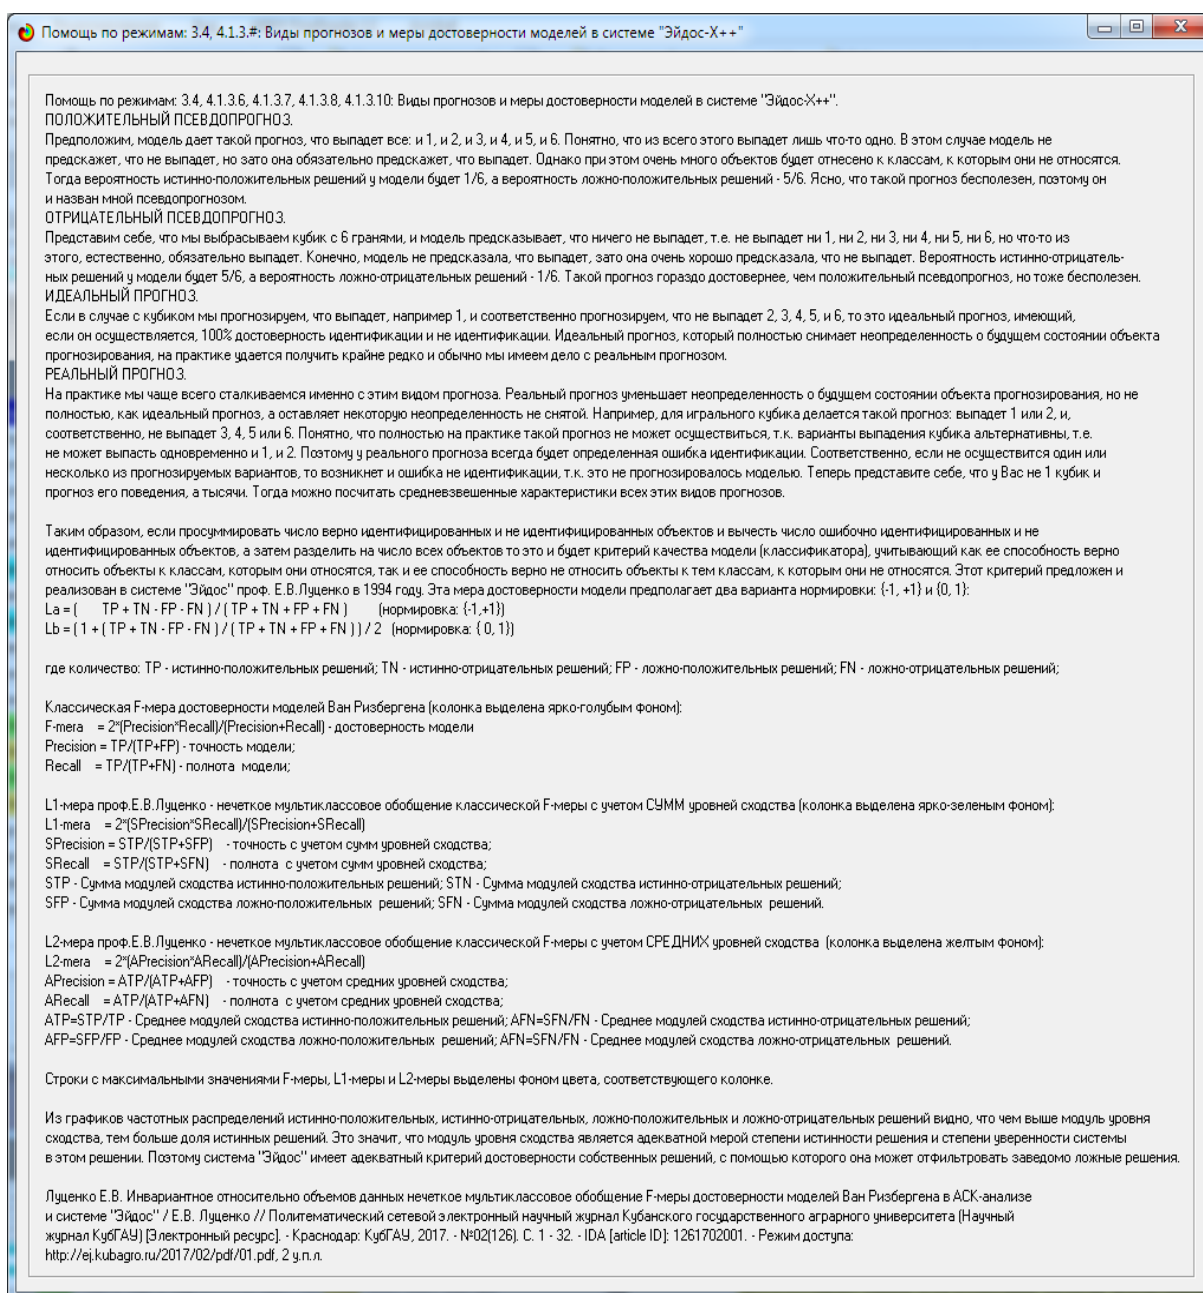 Помощь по режимам: 3.4, 4.1.3.#: Виды прогнозов и меры достоверности моделей в системе "Эйдос-Х++"
Помощь по режимам: 3.4, 4.1.3.6, 4.1.3.7, 4.1.3.8, 4.1.3.10: Виды прогнозов и меры достоверности моделей в системе "Эйдос-Х++".
ПОЛОЖИТЕЛЬНЫЙ ПСЕВДОПРОГНОЗ.
Предположим, модель дает такой прогноз, что выпадет все: и 1, и 2, и 3, и 4, и 5, и 6. Понятно, что из всего этого выпадет лишь что-то одно. В этом случае модель не
предскажет, что не выпадет, но зато она обязательно предскажет, что выпадет. Однако при этом очень много объектов будет отнесено к классам, к которым они не относятся.
Тогда вероятность истинно-положительных решений у модели будет 1/6, а вероятность ложно-положительных решений - 5/6. Ясно, что такой прогноз бесполезен, поэтому он
и назван мной псевдопрогнозом.
ОТРИЦАТЕЛЬНЫЙ ПСЕВДОПРОГНОЗ.
Представим себе, что мы выбрасываем кубик с 6 гранями, и модель предсказывает, что ничего не выпадет, т.е. не выпадет ни 1, ни 2, ни 3, ни 4, ни 5, ни 6, но что-то из
этого, естественно, обязательно выпадет. Конечно, модель не предсказала, что выпадет, зато она очень хорошо предсказала, что не выпадет. Вероятность истинно-отрицатель-
ных решений у модели будет 5/6, а вероятность ложно-отрицательных решений - 1/6. Такой прогноз гораздо достовернее, чем положительный псевдопрогноз, но тоже бесполезен.
ИДЕАЛЬНЫЙ ПРОГНОЗ.
Если в случае с кубиком мы прогнозируем, что выпадет, например 1, и соответственно прогнозируем, что не выпадет 2, 3, 4, 5, и 6, то это идеальный прогноз, имеющий,
если он осуществляется, 100% достоверность идентификации и не идентификации. Идеальный прогноз, который полностью снимает неопределенность о будущем состоянии объекта
прогнозирования, на практике удается получить крайне редко и обычно мы имеем дело с реальным прогнозом.
РЕАЛЬНЫЙ ПРОГНОЗ.
На практике мы чаще всего сталкиваемся именно с этим видом прогноза. Реальный прогноз уменьшает неопределенность о будущем состоянии объекта прогнозирования, но не
полностью, как идеальный прогноз, а оставляет некоторую неопределенность не снятой. Например, для игрального кубика делается такой прогноз: выпадет 1 или 2, и,
соответственно, не выпадет 3, 4, 5 или 6. Понятно, что полностью на практике такой прогноз не может осуществиться, т.к. варианты выпадения кубика альтернативны, т.е.
не может выпасть одновременно и 1, и 2. Поэтому у реального прогноза всегда будет определенная ошибка идентификации. Соответственно, если не осуществится один или
несколько из прогнозируемых вариантов, то возникнет и ошибка не идентификации, т.к. это не прогнозировалось моделью. Теперь представите себе, что у Вас не 1 кубик и
прогноз его поведения, а тысячи. Тогда можно посчитать средневзвешенные характеристики всех этих видов прогнозов.
Таким образом, если просуммировать число верно идентифицированных и не идентифицированных объектов и вычесть число ошибочно идентифицированных и не
идентифицированных объектов, а затем разделить на число всех объектов то это и будет критерий качества модели (классификатора), учитывающий как ее способность верно
относить объекты к классам, которым они относятся, так и ее способность верно не относить объекты к тем классам, к которым они не относятся. Этот критерий предложен и
реализован в системе "Эйдос" проф. Е.В.Луценко в 1994 году. Эта мера достоверности модели предполагает два варианта нормировки: {-1, +1} и {0, 1}:
La = ( TP + TN - FP - FN ) / ( TP + TN + FP + FN ) (нормировка: {-1,+1})
Lb = ( 1 + ( TP + TN - FP - FN ) / ( TP + TN + FP + FN ) ) / 2 (нормировка: { 0, 1})
где количество: TP - истинно-положительных решений; TN - истинно-отрицательных решений; FP - ложно-положительных решений; FN - ложно-отрицательных решений;
Классическая F-мера достоверности моделей Ван Ризбергена (колонка выделена ярко-голубым фоном):
F-mera = 2*(Precision*Recall)/(Precision+Recall) - достоверность модели
Precision = TP/(TP+FP) - точность модели;
Recall = TP/(TP+FN) - полнота модели;
L1-мера проф.Е.В.Луценко - нечеткое мультиклассовое обобщение классической F-меры с учетом СУММ уровней сходства (колонка выделена ярко-зеленым фоном):
L1-mera = 2*(SPrecision*SRecall)/(SPrecision+SRecall)
SPrecision = STP/(STP+SFP) - точность с учетом сумм уровней сходства;
SRecall = STP/(STP+SFN) - полнота с учетом сумм уровней сходства;
STP - Сумма модулей сходства истинно-положительных решений; STN - Сумма модулей сходства истинно-отрицательных решений;
SFP - Сумма модулей сходства ложно-положительных решений; SFN - Сумма модулей сходства ложно-отрицательных решений.
L2-мера проф.Е.В.Луценко - нечеткое мультиклассовое обобщение классической F-меры с учетом СРЕДНИХ уровней сходства (колонка выделена желтым фоном):
L2-mera = 2*(APrecision*ARecall)/(APrecision+ARecall)
APrecision = ATP/(ATP+AFP) - точность с учетом средних уровней сходства;
ARecall = ATP/(ATP+AFN) - полнота с учетом средних уровней сходства;
ATP=STP/TP - Среднее модулей сходства истинно-положительных решений; AFN=SFN/FN - Среднее модулей сходства истинно-отрицательных решений;
AFP=SFP/FP - Среднее модулей сходства ложно-положительных решений; AFN=SFN/FN - Среднее модулей сходства ложно-отрицательных решений.
Строки с максимальными значениями F-меры, L1-меры и L2-меры выделены фоном цвета, соответствующего колонке.
Из графиков частотных распределений истинно-положительных, истинно-отрицательных, ложно-положительных и ложно-отрицательных решений видно, что чем выше модуль уровня
сходства, тем больше доля истинных решений. Это значит, что модуль уровня сходства является адекватной мерой степени истинности решения и степени уверенности системы
в этом решении. Поэтому система "Эйдос" имеет адекватный критерий достоверности собственных решений, с помощью которого она может отфильтровать заведомо ложные решения.
Луценко Е.В. Инвариантное относительно объемов данных нечеткое мультиклассовое обобщение F-меры достоверности моделей Ван Ризбергена в АСК-анализе
и системе "Эйдос" / Е.В. Луценко // Политематический сетевой электронный научный журнал Кубанского государственного аграрного университета (Научный
журнал КубГАУ) [Электронный ресурс]. - Краснодар: КубГАУ, 2017. - №02(126). С. 1 - 32. - IDA [article ID]: 1261702001. - Режим доступа:
http://ej.kubagro.ru/2017/02/pdf/01.pdf, 2 у.п.л.